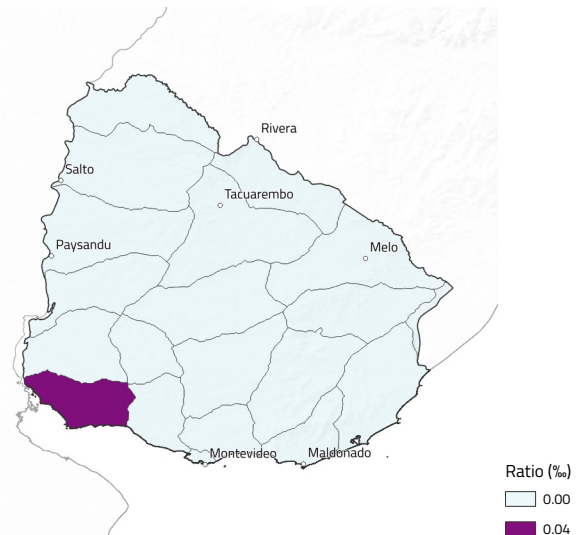 Rivera
Salto
Tacuarembo
Paysandu
Melo
Montevideo
Maldonado
Ratio (‰)
0.00
0.04